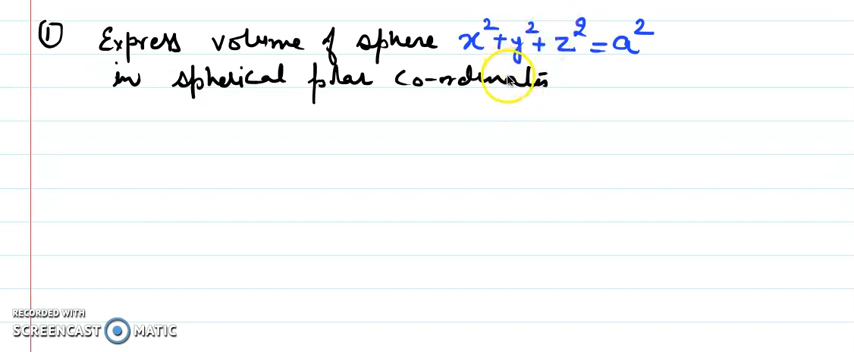 ① Express volume of sphere x² + y² + z² = a²
in spherical polar co-ordinates
RECORDED WITH
SCREENCAST MATIC